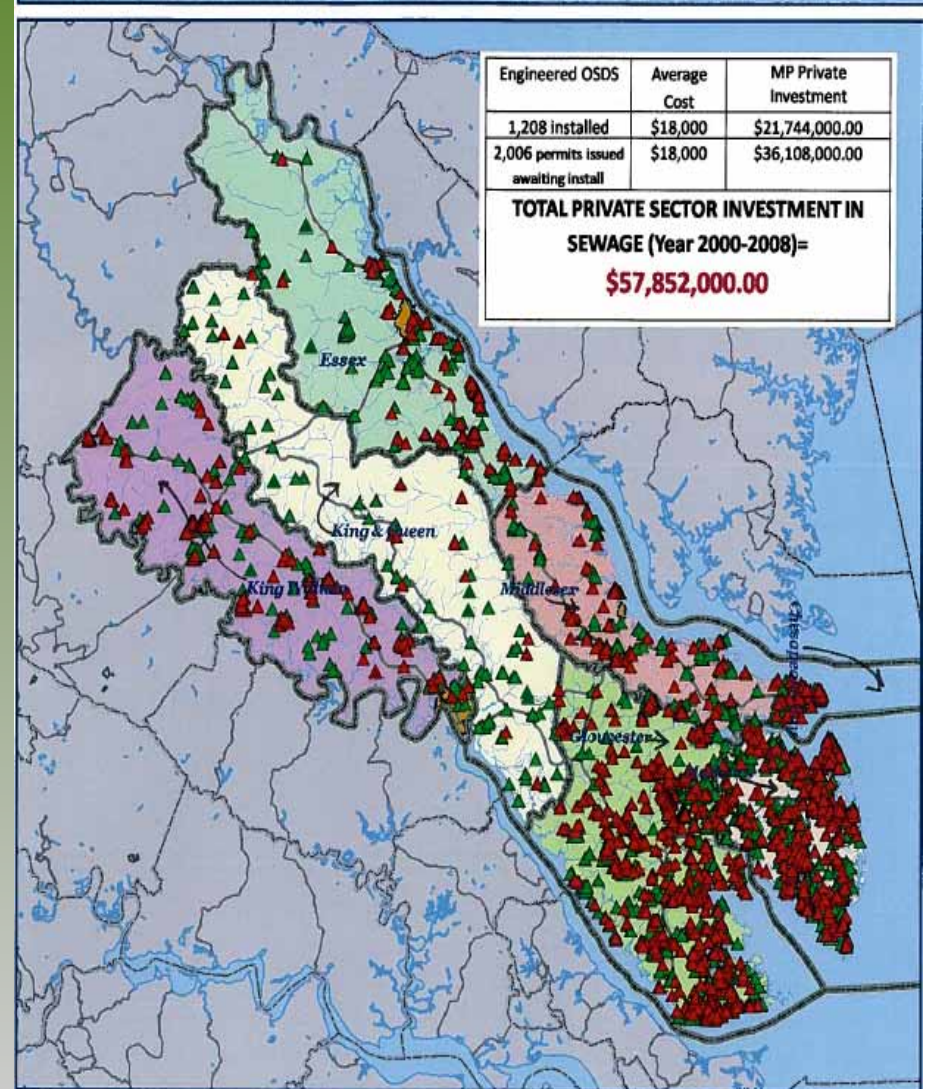 Engineered OSDS Average Cost MP Private Investment
1,208 installed $18,000 $21,744,000.00
2,006 permits issued awaiting install $18,000 $36,108,000.00
TOTAL PRIVATE SECTOR INVESTMENT IN
SEWAGE (Year 2000-2008)=
$57,852,000.00
Essex
King & Queen
King William
Middlesex
Gloucester